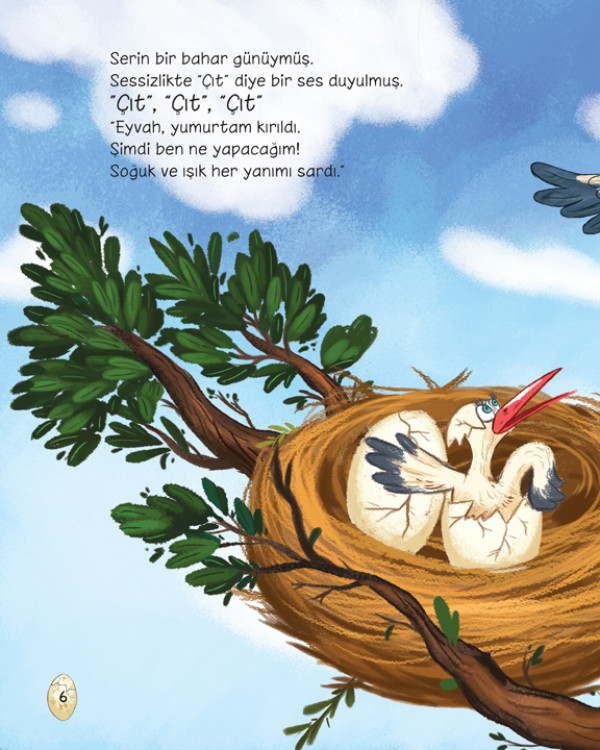 Serin bir bahar günüymüş.
Sessizlikte "Çıt" diye bir ses duyulmuş.
"Çıt", "Çıt", "Çıt"
"Eyvah, yumurtam kırıldı.
Şimdi ben ne yapacağım!
Soğuk ve ışık her yanımı sardı."
6